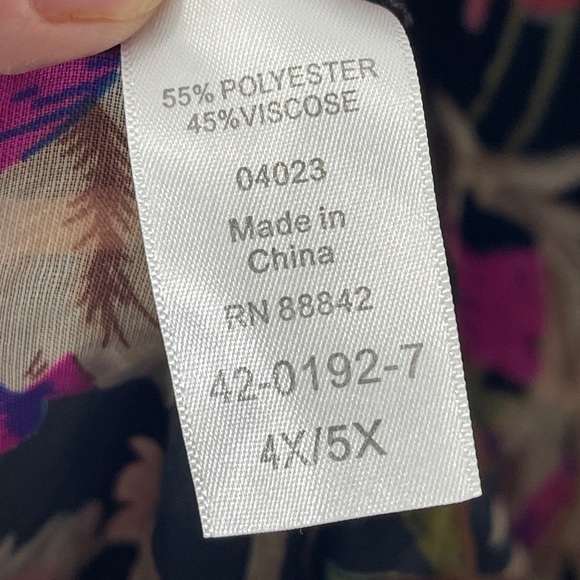 55% POLYESTER
45%VISCOSE
04023
Made in
China
RN 88842
42-0192-7
4X/5X